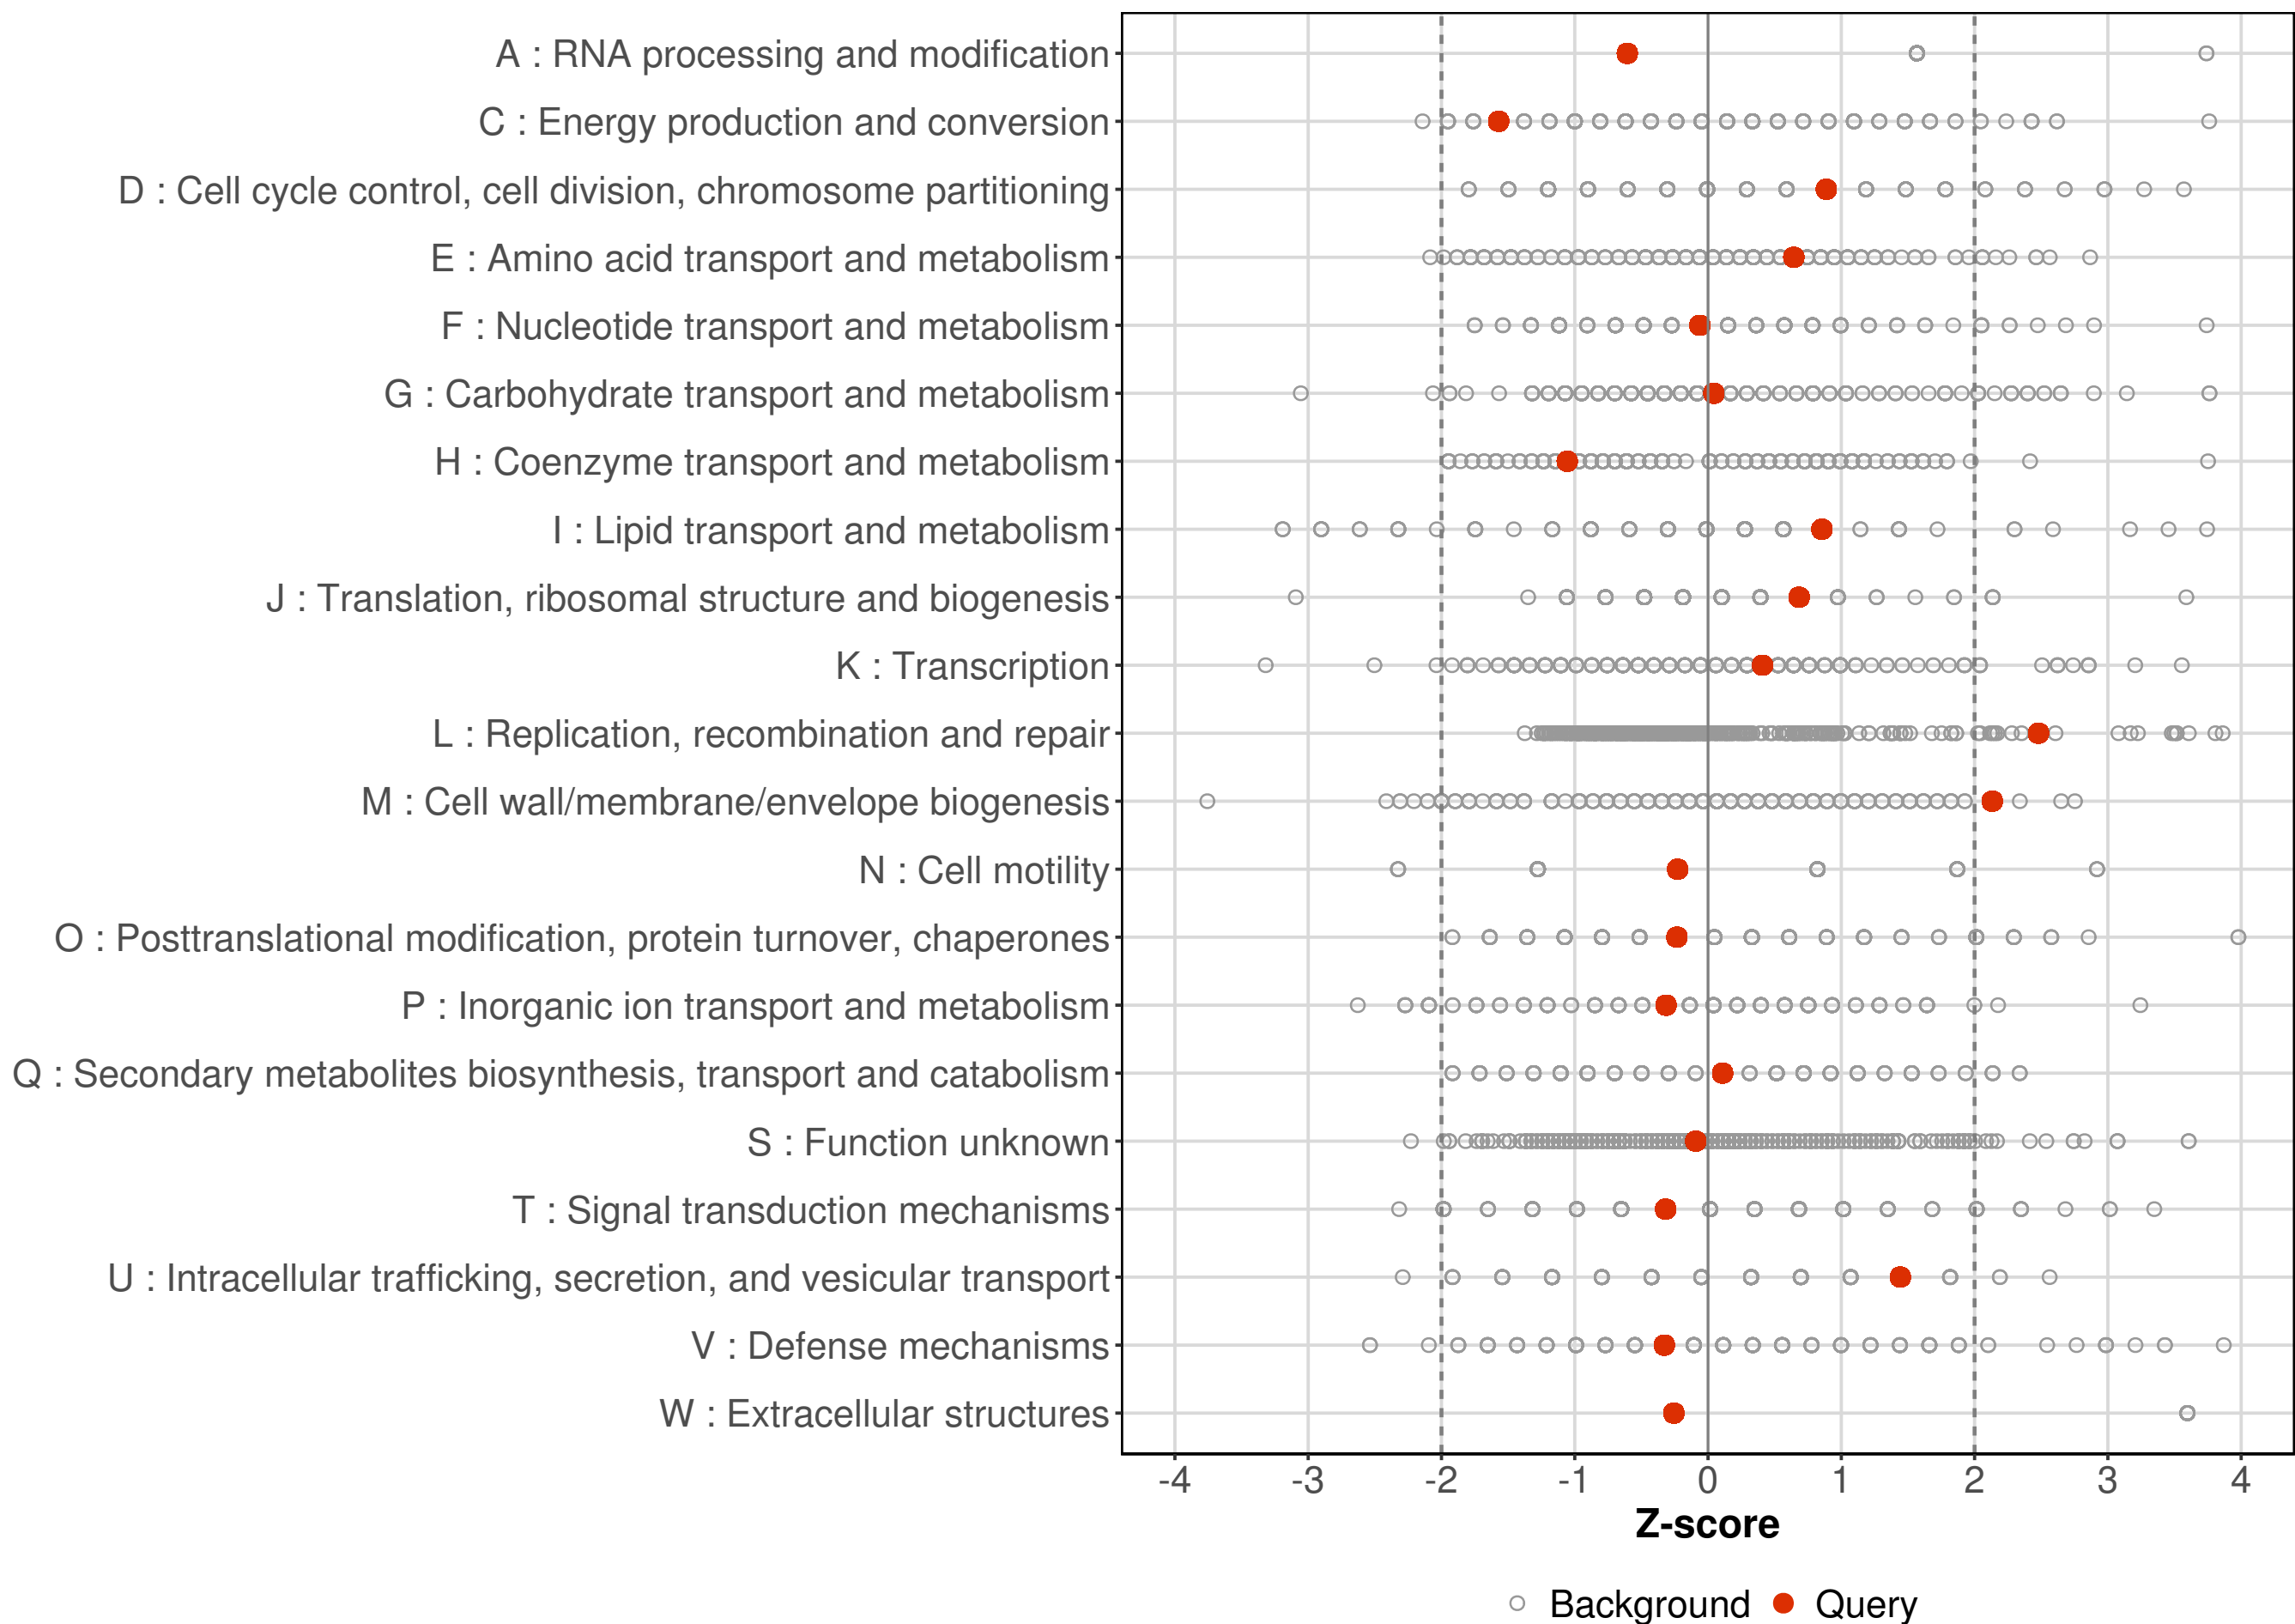 A : RNA processing and modification
C : Energy production and conversion
D : Cell cycle control, cell division, chromosome partitioning
E : Amino acid transport and metabolism
F : Nucleotide transport and metabolism
G : Carbohydrate transport and metabolism
H : Coenzyme transport and metabolism
I : Lipid transport and metabolism
J : Translation, ribosomal structure and biogenesis
K : Transcription
L : Replication, recombination and repair
M : Cell wall/membrane/envelope biogenesis
N : Cell motility
O : Posttranslational modification, protein turnover, chaperones
P : Inorganic ion transport and metabolism
Q : Secondary metabolites biosynthesis, transport and catabolism
S : Function unknown
T : Signal transduction mechanisms
U : Intracellular trafficking, secretion, and vesicular transport
V : Defense mechanisms
W : Extracellular structures
-4 -3 -2 -1 0 1 2 3 4
Z-score
Background Query